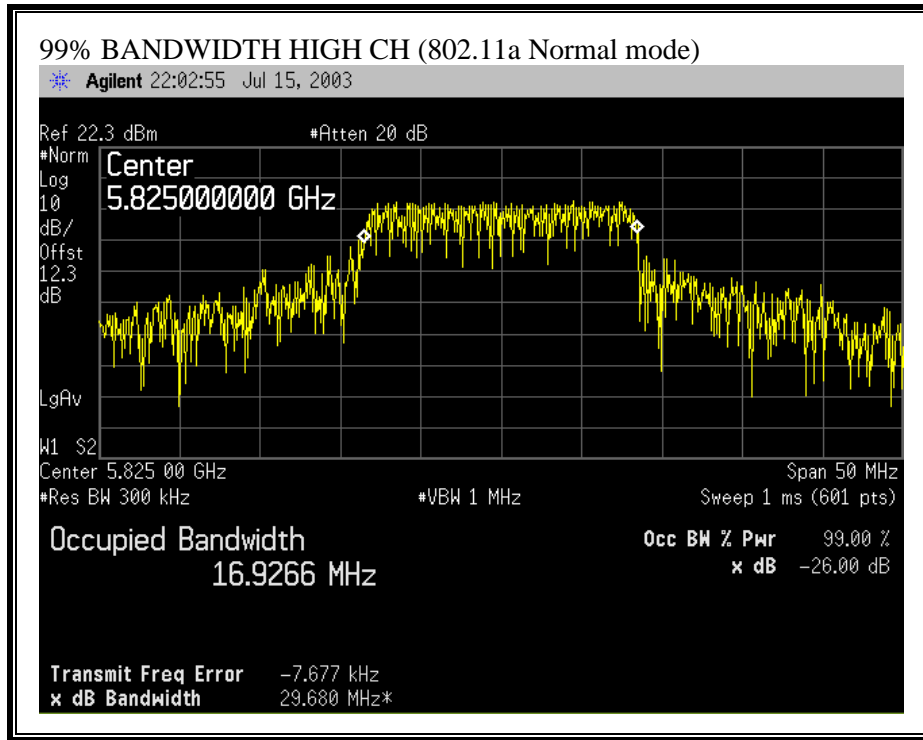 99% BANDWIDTH HIGH CH (802.11a Normal mode)
Agilent 22:02:55 Jul 15, 2003
Ref 22.3 dBm #Atten 20 dB
#Norm
Log
10
dB/
Offst
12.3
dB
Center
5.825000000 GHz
LgAv
W1 S2
Center 5.825 00 GHz Span 50 MHz
#Res BW 300 kHz #VBW 1 MHz Sweep 1 ms (601 pts)
Occupied Bandwidth Occ BW % Pwr 99.00 %
16.9266 MHz x dB -26.00 dB
Transmit Freq Error -7.677 kHz
x dB Bandwidth 29.680 MHz*